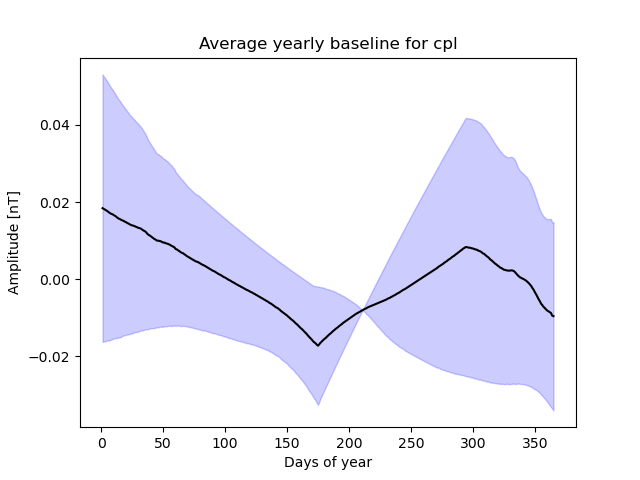 Average yearly baseline for cpl
Amplitude [nT]
0.04
0.02
0.00
−0.02
0 50 100 150 200 250 300 350
Days of year